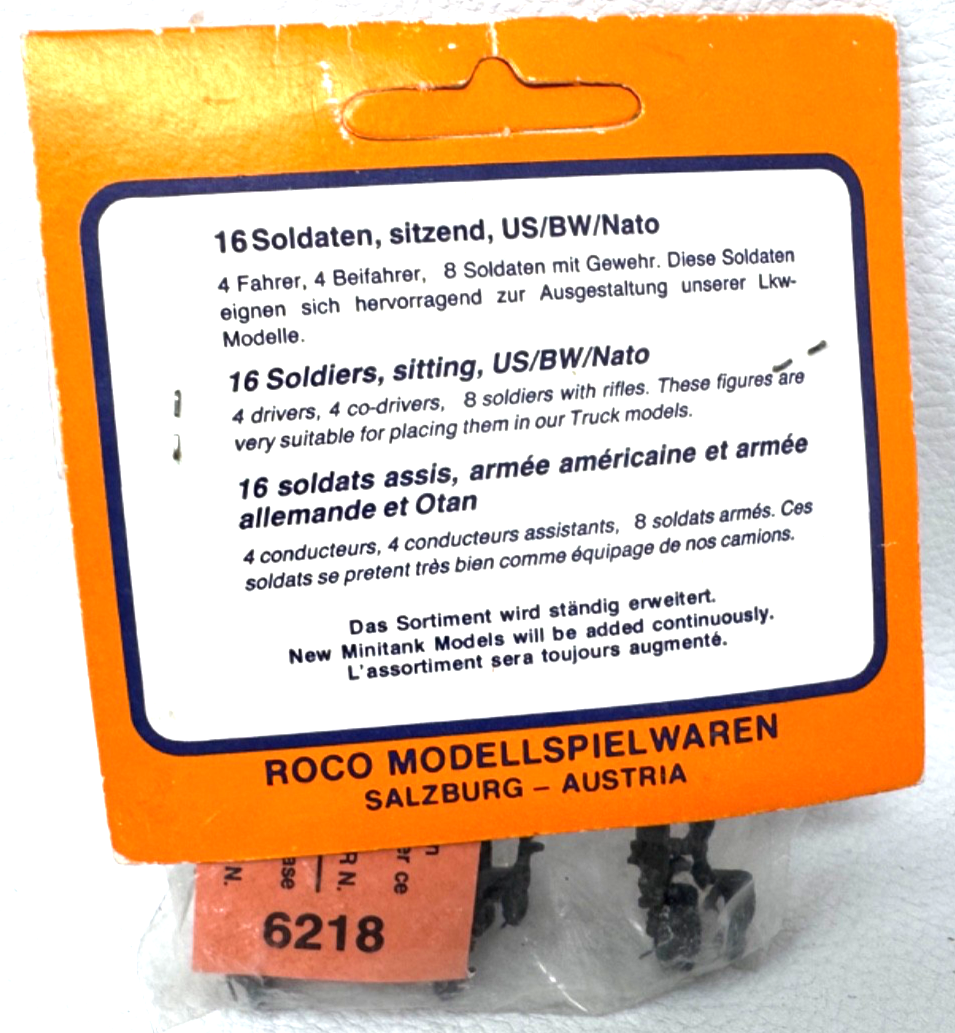 16 Soldaten, sitzend, US/BW/Nato
4 Fahrer, 4 Beifahrer, 8 Soldaten mit Gewehr. Diese Soldaten
eignen sich hervorragend zur Ausgestaltung unserer Lkw-
Modelle.
16 Soldiers, sitting, US/BW/Nato
4 drivers, 4 co-drivers, 8 soldiers with rifles. These figures are
very suitable for placing them in our Truck models.
16 soldats assis, armée américaine et armée
allemande et Otan
4 conducteurs, 4 conducteurs assistants, 8 soldats armés. Ces
soldats se pretent très bien comme équipage de nos camions.
Das Sortiment wird ständig erweitert.
New Minitank Models will be added continuously.
L'assortiment sera toujours augmenté.
ROCO MODELLSPIELWAREN
SALZBURG – AUSTRIA
6218